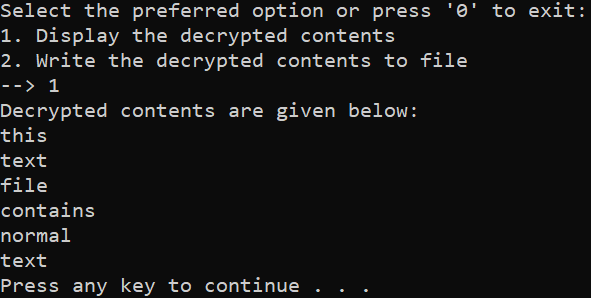 Select the preferred option or press '0' to exit:
1. Display the decrypted contents
2. Write the decrypted contents to file
--> 1
Decrypted contents are given below:
this
text
file
contains
normal
text
Press any key to continue . . .